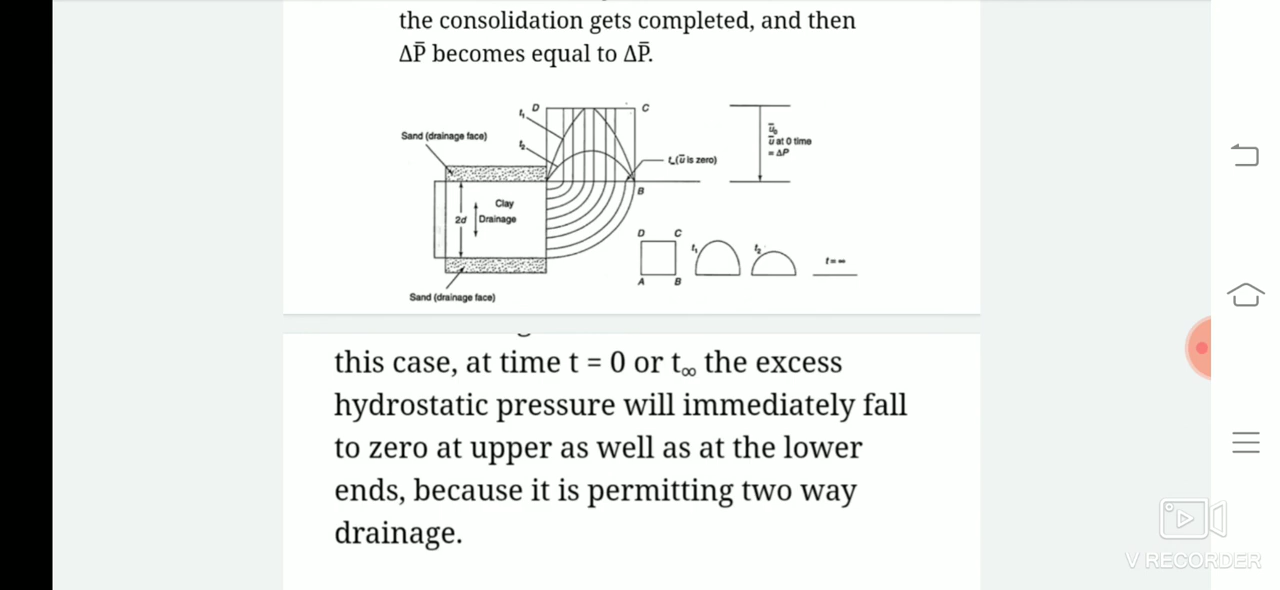 the consolidation gets completed, and then
ΔP̄ becomes equal to ΔP̄.
D
C
t₁
Sand (drainage face)
t₂
ū₀
ū at 0 time
= ΔP
(ū is zero)
B
Clay
2d
Drainage
D C
t₁
t₂
t = ∞
A B
Sand (drainage face)
this case, at time t = 0 or t∞ the excess
hydrostatic pressure will immediately fall
to zero at upper as well as at the lower
ends, because it is permitting two way
drainage.
V RECORDER